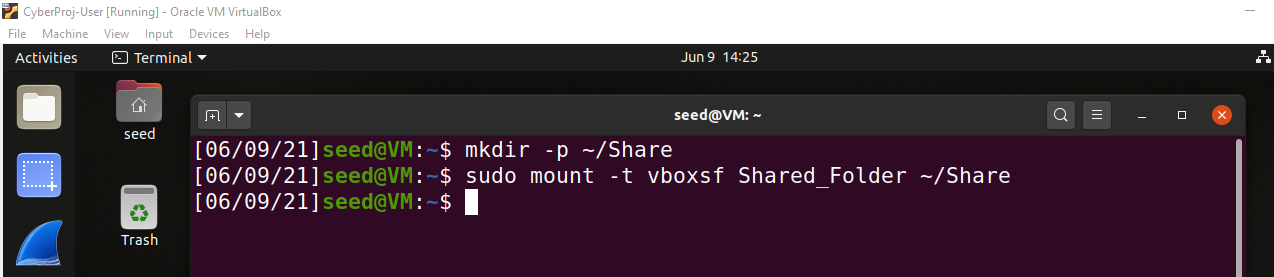 CyberProj-User [Running] - Oracle VM VirtualBox
File Machine View Input Devices Help
Activities Terminal Jun 9 14:25
seed@VM: ~
seed
Trash
[06/09/21]seed@VM:~$ mkdir -p ~/Share
[06/09/21]seed@VM:~$ sudo mount -t vboxsf Shared_Folder ~/Share
[06/09/21]seed@VM:~$